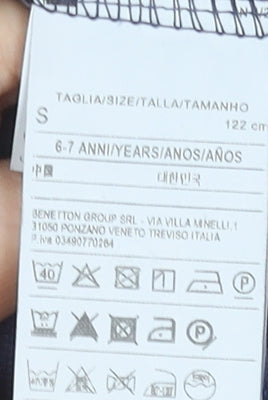 TAGLIA/SIZE/TALLA/TAMANHO
S
122 cm
6-7 ANNI/YEARS/ANOS/AÑOS
中国 대한민국
BENETTON GROUP SRL - VIA VILLA MINELLI,1
31050 PONZANO VENETO TREVISO ITALIA
P.Iva 03490770264
40 P
P